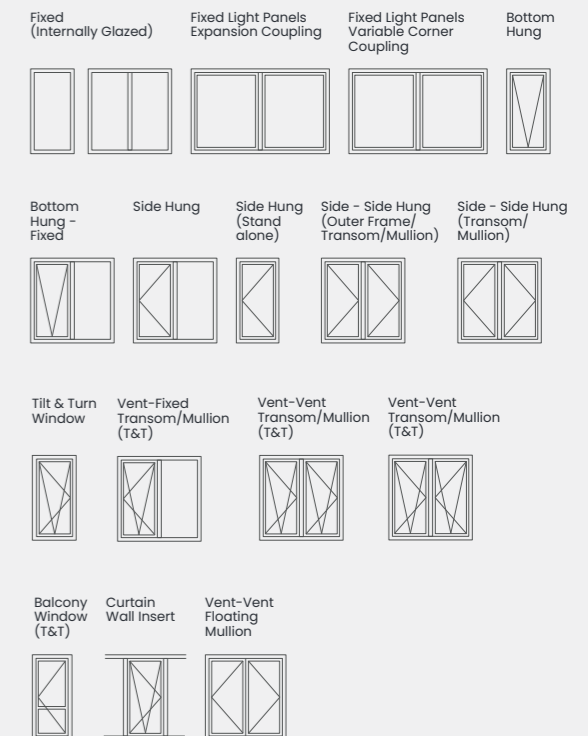 Fixed
(Internally Glazed)
Fixed Light Panels
Expansion Coupling
Fixed Light Panels
Variable Corner
Coupling
Bottom
Hung
Bottom
Hung -
Fixed
Side Hung
Side Hung
(Stand
alone)
Side - Side Hung
(Outer Frame/
Transom/Mullion)
Side - Side Hung
(Transom/
Mullion)
Tilt & Turn
Window
Vent-Fixed
Transom/Mullion
(T&T)
Vent-Vent
Transom/Mullion
(T&T)
Vent-Vent
Transom/Mullion
(T&T)
Balcony
Window
(T&T)
Curtain
Wall Insert
Vent-Vent
Floating
Mullion